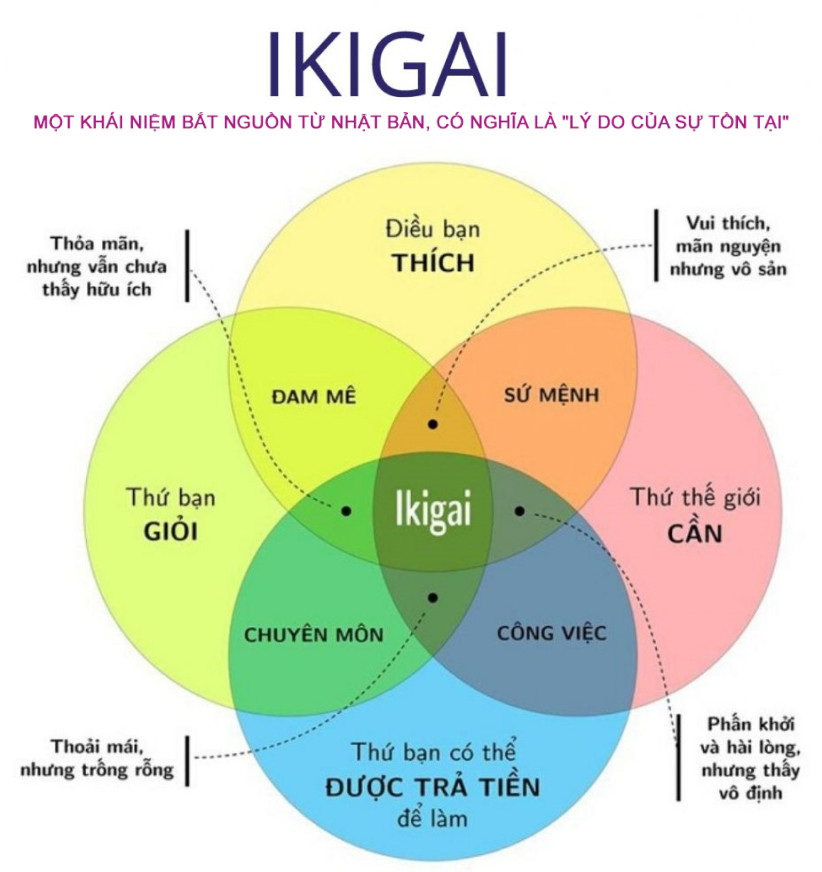 IKIGAI
MỘT KHÁI NIỆM BẮT NGUỒN TỪ NHẬT BẢN, CÓ NGHĨA LÀ "LÝ DO CỦA SỰ TỒN TẠI"
Điều bạn
THÍCH
Thỏa mãn,
nhưng vẫn chưa
thấy hữu ích
Vui thích,
mãn nguyện
nhưng vô sản
ĐAM MÊ
SỨ MỆNH
Thứ bạn
GIỎI
Ikigai
Thứ thế giới
CẦN
CHUYÊN MÔN
CÔNG VIỆC
Thoải mái,
nhưng trống rỗng
Thứ bạn có thể
ĐƯỢC TRẢ TIỀN
để làm
Phấn khởi
và hài lòng,
nhưng thấy
vô định